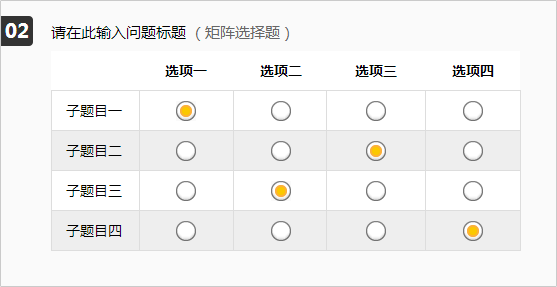 02 请在此输入问题标题（矩阵选择题）
选项一 选项二 选项三 选项四
子题目一
子题目二
子题目三
子题目四